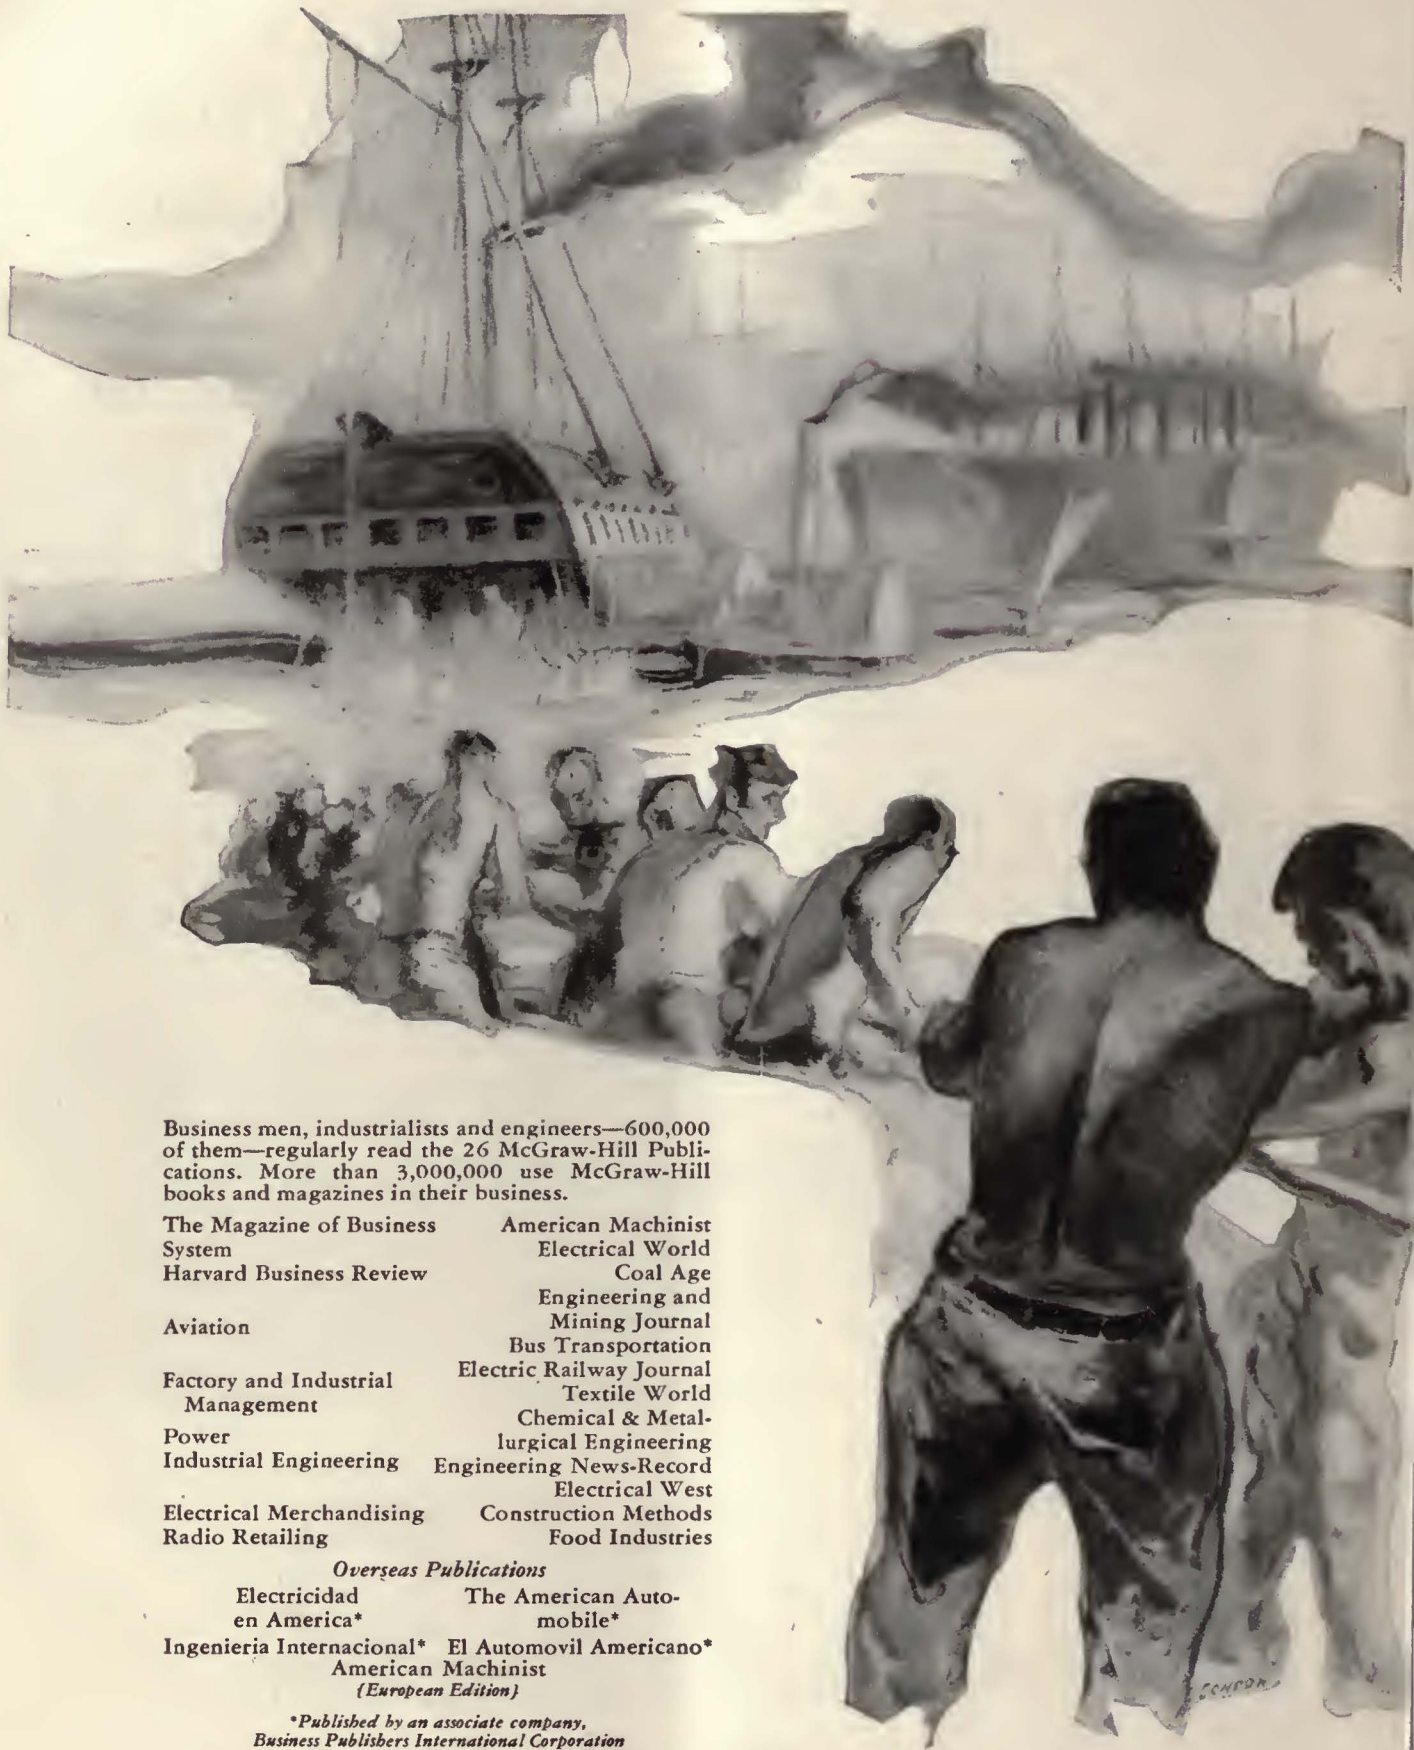 Business men, industrialists and engineers—600,000
of them—regularly read the 26 McGraw-Hill Publi-
cations. More than 3,000,000 use McGraw-Hill
books and magazines in their business.
The Magazine of Business
System
Harvard Business Review
Aviation
Factory and Industrial
Management
Power
Industrial Engineering
Electrical Merchandising
Radio Retailing
American Machinist
Electrical World
Coal Age
Engineering and
Mining Journal
Bus Transportation
Electric Railway Journal
Textile World
Chemical & Metal-
lurgical Engineering
Engineering News-Record
Electrical West
Construction Methods
Food Industries
Overseas Publications
Electricidad
en America*
The American Auto-
mobile*
Ingenieria Internacional*
El Automovil Americano*
American Machinist
{European Edition}
*Published by an associate company,
Business Publishers International Corporation